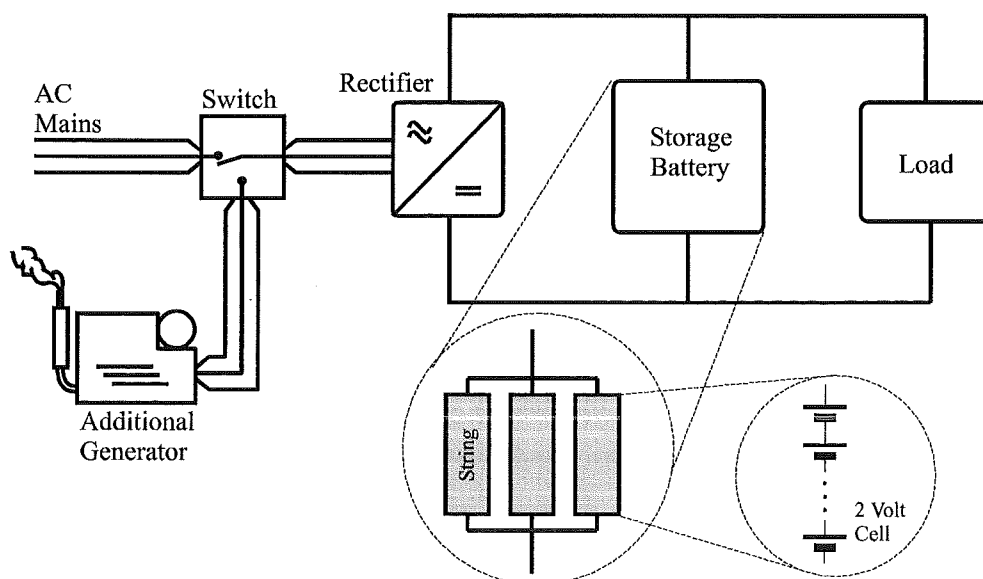 AC
Mains
Switch
Rectifier
Storage
Battery
Load
Additional
Generator
String
2 Volt
Cell